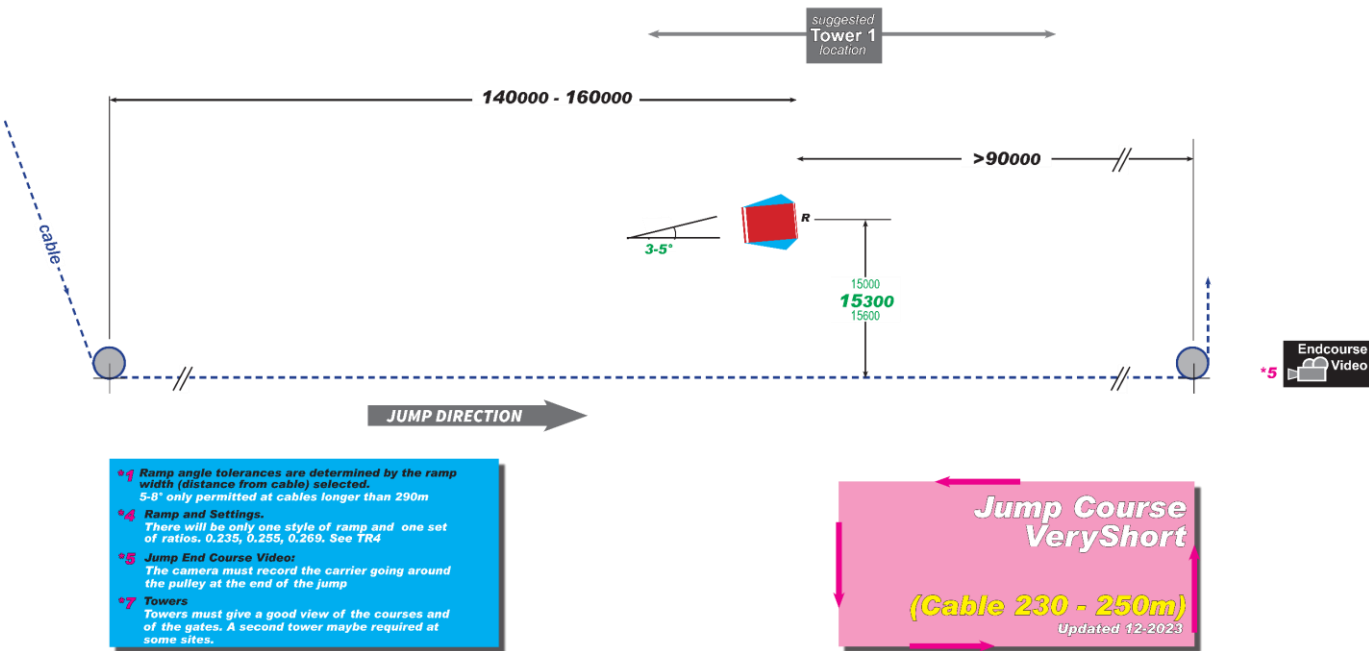 suggested
Tower 1
location
140000 - 160000
>90000
cable
R
3-5°
15000
15300
15600
Endcourse
Video
*5
JUMP DIRECTION
*1 Ramp angle tolerances are determined by the ramp
width (distance from cable) selected.
5-8° only permitted at cables longer than 290m
*4 Ramp and Settings.
There will be only one style of ramp and one set
of ratios. 0.235, 0.255, 0.269. See TR4
*5 Jump End Course Video:
The camera must record the carrier going around
the pulley at the end of the jump
*7 Towers
Towers must give a good view of the courses and
of the gates. A second tower maybe required at
some sites.
Jump Course
VeryShort
(Cable 230 - 250m)
Updated 12-2023